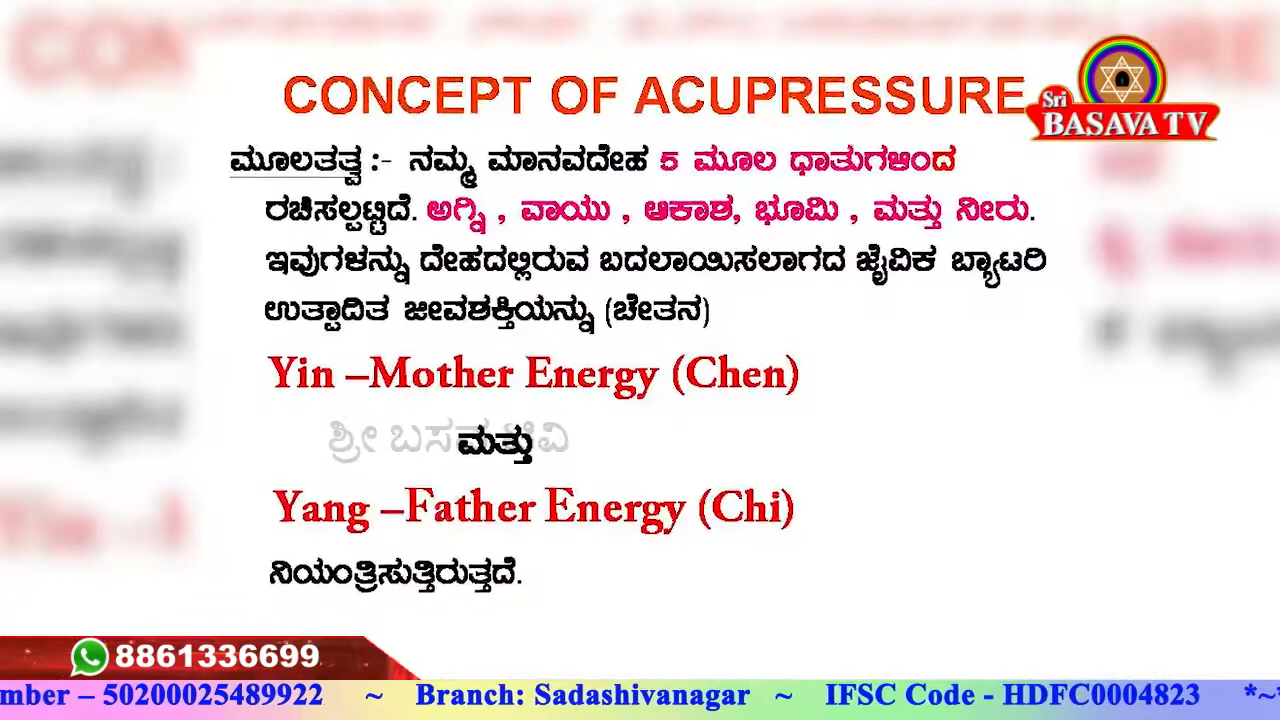 CONCEPT OF ACUPRESSURE
Sri
BASAVA TV
ಮೂಲತತ್ವ :- ನಮ್ಮ ಮಾನವದೇಹ 5 ಮೂಲ ಧಾತುಗಳಿಂದ
ರಚಿಸಲ್ಪಟ್ಟಿದೆ. ಅಗ್ನಿ , ವಾಯು , ಆಕಾಶ, ಭೂಮಿ , ಮತ್ತು ನೀರು.
ಇವುಗಳನ್ನು ದೇಹದಲ್ಲಿರುವ ಬದಲಾಯಿಸಲಾಗದ ಜೈವಿಕ ಬ್ಯಾಟರಿ
ಉತ್ಪಾದಿತ ಜೀವಶಕ್ತಿಯನ್ನು (ಚೇತನ)
Yin –Mother Energy (Chen)
ಶ್ರೀ ಬಸವ ಟಿವಿ
ಮತ್ತು
Yang –Father Energy (Chi)
ನಿಯಂತ್ರಿಸುತ್ತಿರುತ್ತದೆ.
8861336699
mber – 50200025489922 ~ Branch: Sadashivanagar ~ IFSC Code - HDFC0004823 *~*